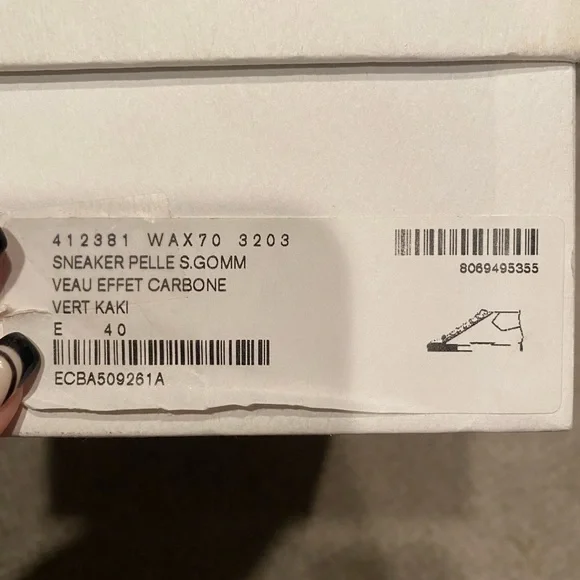 412381 WAX70 3203
SNEAKER PELLE S.GOMM
VEAU EFFET CARBONE
VERT KAKI
E 40
ECBA509261A
8069495355